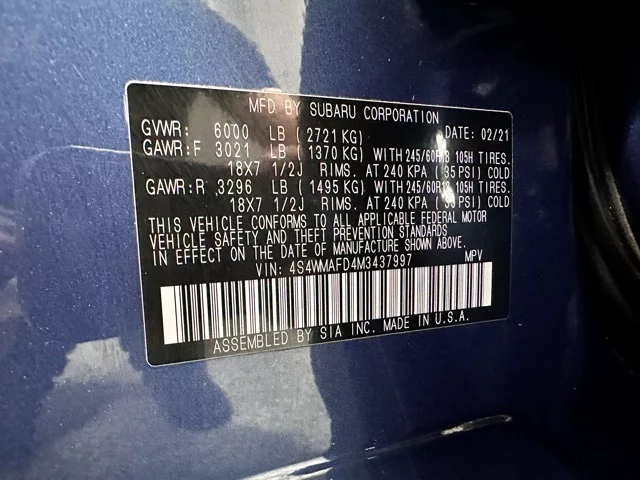 MFD BY SUBARU CORPORATION
GVWR: 6000 LB (2721 KG) DATE: 02/21
GAWR:F 3021 LB (1370 KG) WITH 245/60R18 105H TIRES.
18X7 1/2J RIMS. AT 240 KPA (35 PSI) COLD
GAWR:R 3296 LB (1495 KG) WITH 245/60R18 105H TIRES.
18X7 1/2J RIMS. AT 240 KPA (35 PSI) COLD
THIS VEHICLE CONFORMS TO ALL APPLICABLE FEDERAL MOTOR
VEHICLE SAFETY AND THEFT PREVENTION STANDARDS
IN EFFECT ON THE DATE OF MANUFACTURE SHOWN ABOVE.
VIN: 4S4WMAFD4M3437997 MPV
ASSEMBLED BY SIA INC. MADE IN U.S.A.